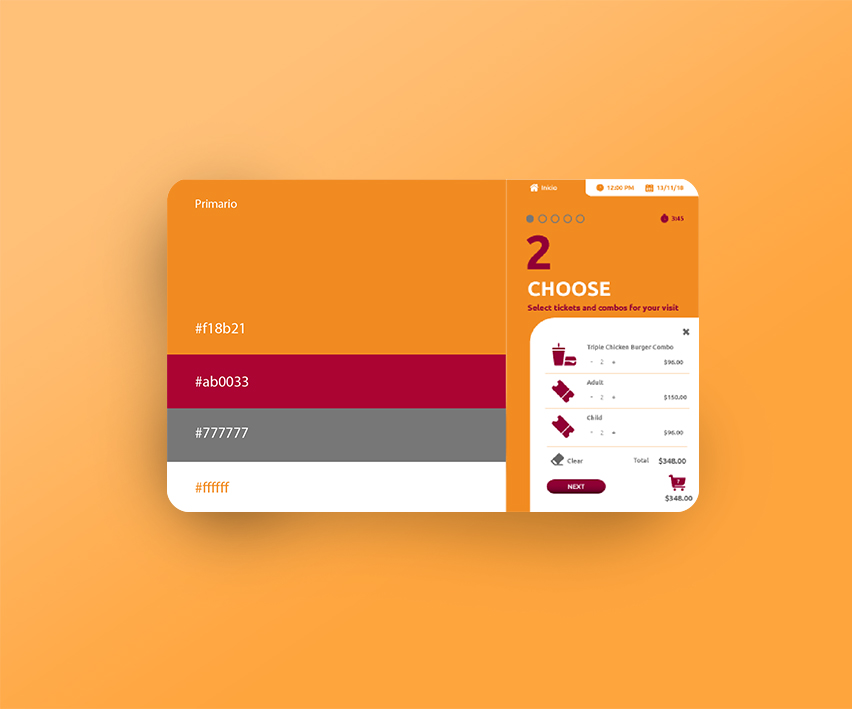 Primario
#f18b21
#ab0033
#777777
#ffffff
Inicio
12:00 PM 13/11/18
3:45
2
CHOOSE
Select tickets and combos for your visit
Triple Chicken Burger Combo
- 2 + $96.00
Adult
- 2 + $150.00
Child
- 2 + $96.00
Clear Total $348.00
NEXT
$348.00